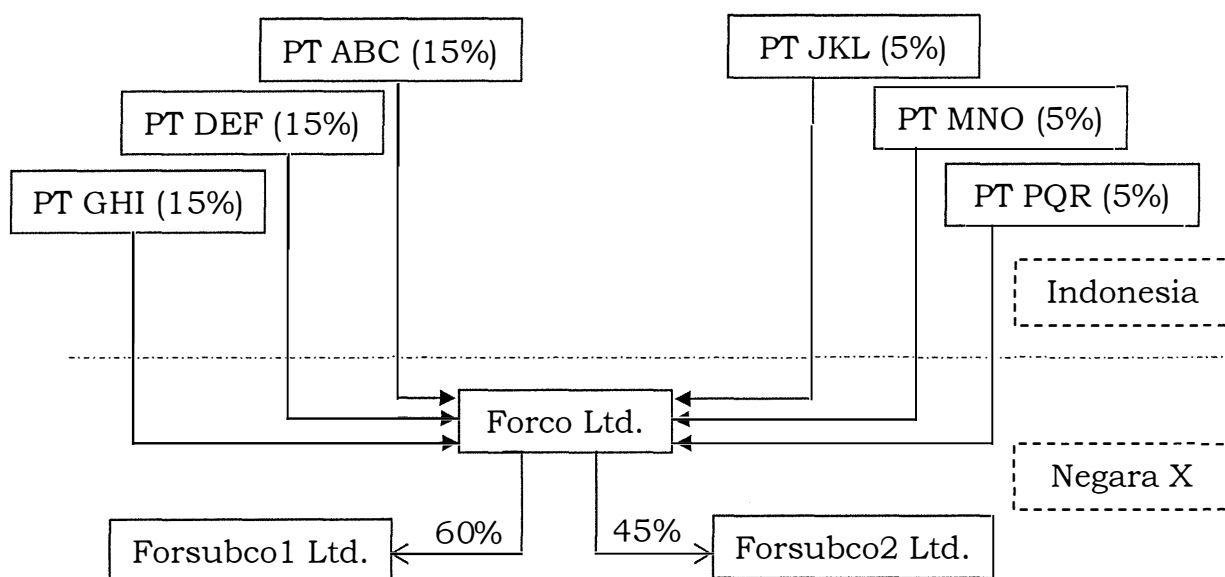 PT ABC (15%)
PT JKL (5%)
PT DEF (15%)
PT MNO (5%)
PT GHI (15%)
PT PQR (5%)
Indonesia
Forco Ltd.
Negara X
60%
45%
Forsubco1 Ltd.
Forsubco2 Ltd.